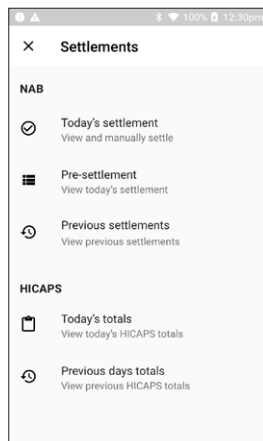 100% 12:30pm
Settlements
NAB
Today's settlement
View and manually settle
Pre-settlement
View today's settlement
Previous settlements
View previous settlements
HICAPS
Today's totals
View today's HICAPS totals
Previous days totals
View previous HICAPS totals